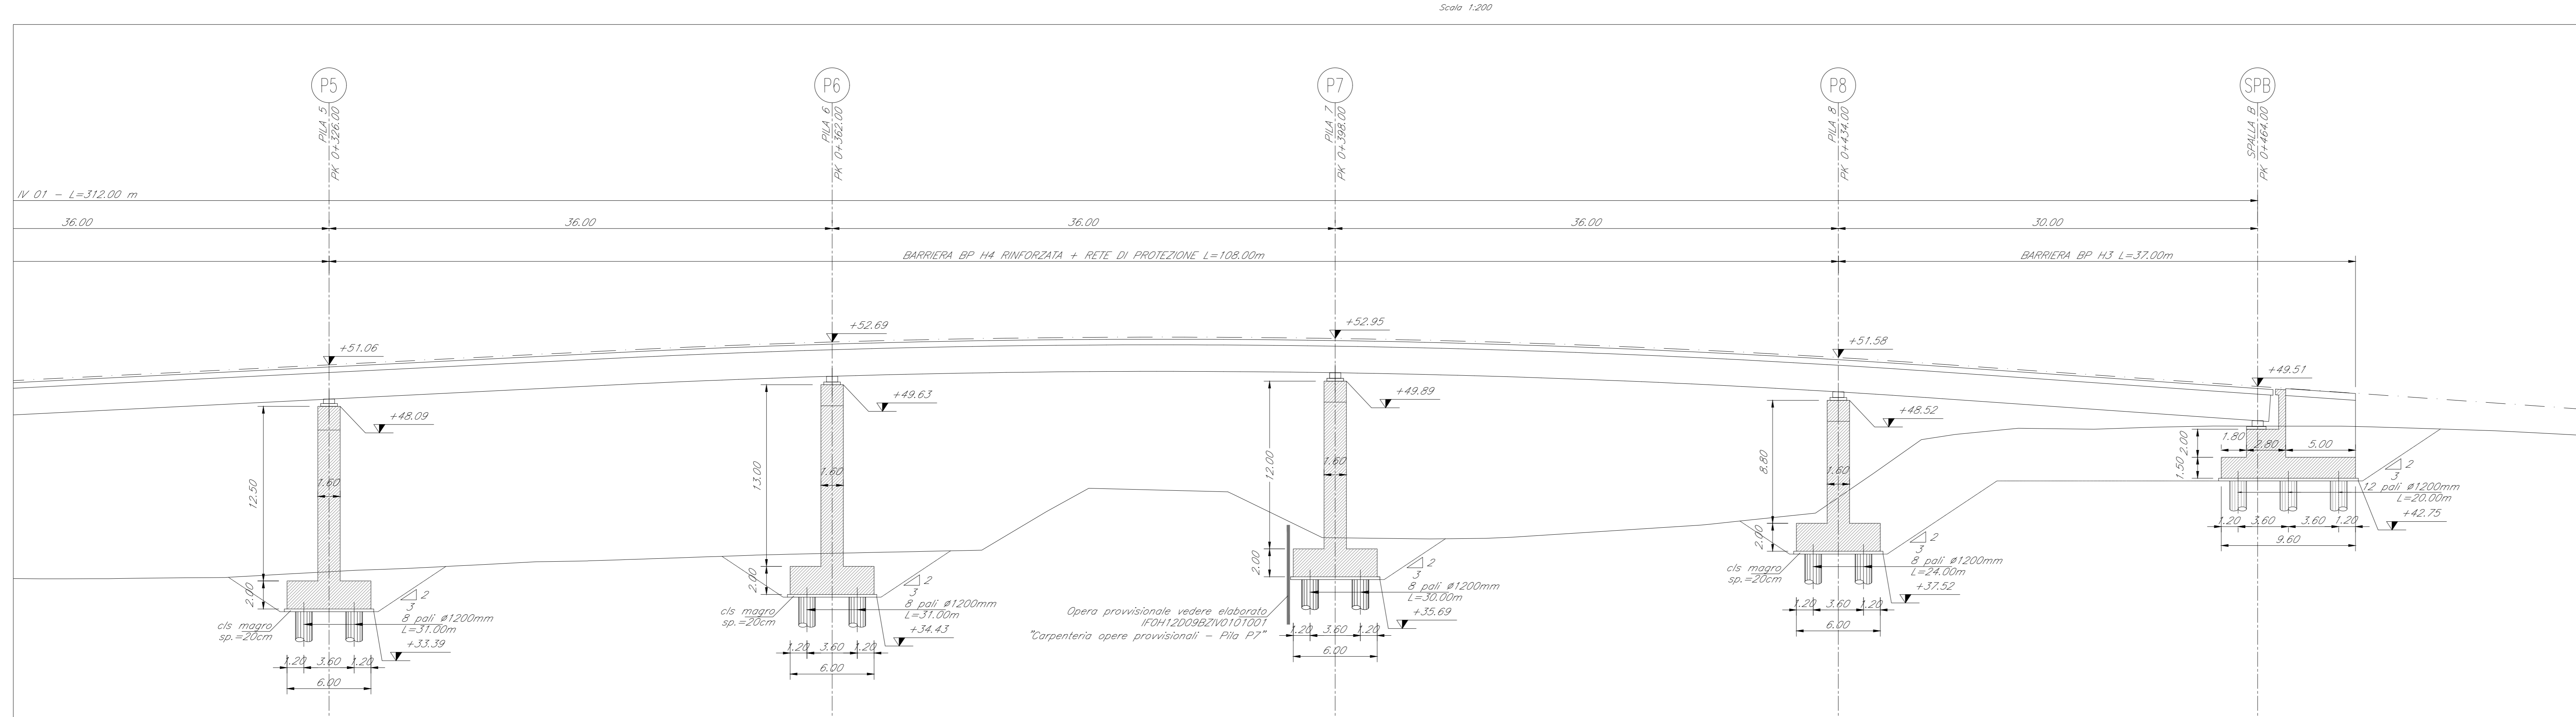 Scala 1:200
P5
P6
P7
P8
SPB
PILA 5
PK 0+326.00
PILA 6
PK 0+362.00
PILA 7
PK 0+398.00
PILA 8
PK 0+434.00
SPALLA B
PK 0+464.00
IV 01 - L=312.00 m
36.00
36.00
36.00
36.00
30.00
BARRIERA BP H4 RINFORZATA + RETE DI PROTEZIONE L=108.00m
BARRIERA BP H3 L=37.00m
+51.06
+52.69
+52.95
+51.58
+49.51
+48.09
+49.63
+49.89
+48.52
12.50
1.60
2.00
2
3
cls magro
sp.=20cm
8 pali ø1200mm
L=31.00m
+33.39
1.20
3.60
1.20
6.00
13.00
1.60
2.00
2
3
cls magro
sp.=20cm
8 pali ø1200mm
L=31.00m
+34.43
1.20
3.60
1.20
6.00
12.00
1.60
2.00
2
3
8 pali ø1200mm
L=30.00m
+35.69
Opera provvisionale vedere elaborato
IF0H12D09BZIV0101001
"Carpenteria opere provvisionali - Pila P7"
1.20
3.60
1.20
6.00
8.80
1.60
2.00
2
3
cls magro
sp.=20cm
8 pali ø1200mm
L=24.00m
+37.52
1.20
3.60
1.20
6.00
1.80
2.80
5.00
2.00
1.50
2
3
12 pali ø1200mm
L=20.00m
+42.75
1.20
3.60
3.60
1.20
9.60